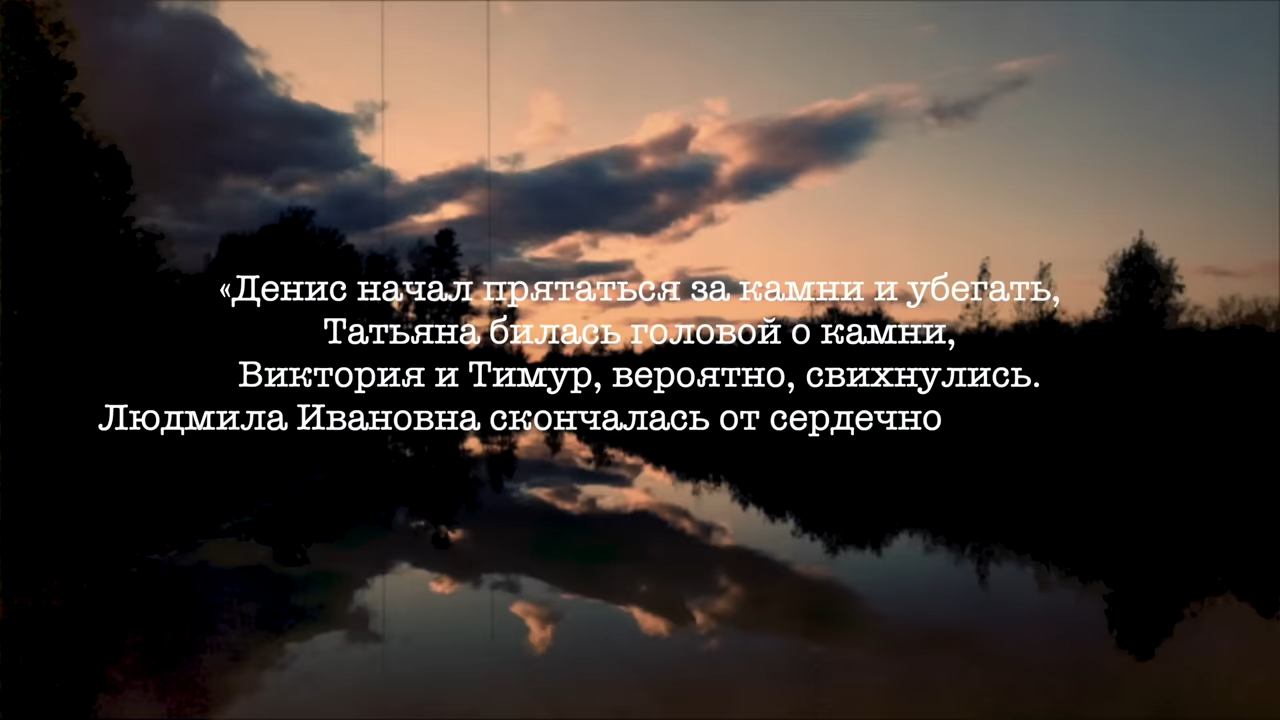 «Денис начал прятаться за камни и убегать,
Татьяна билась головой о камни,
Виктория и Тимур, вероятно, свихнулись.
Людмила Ивановна скончалась от сердечно